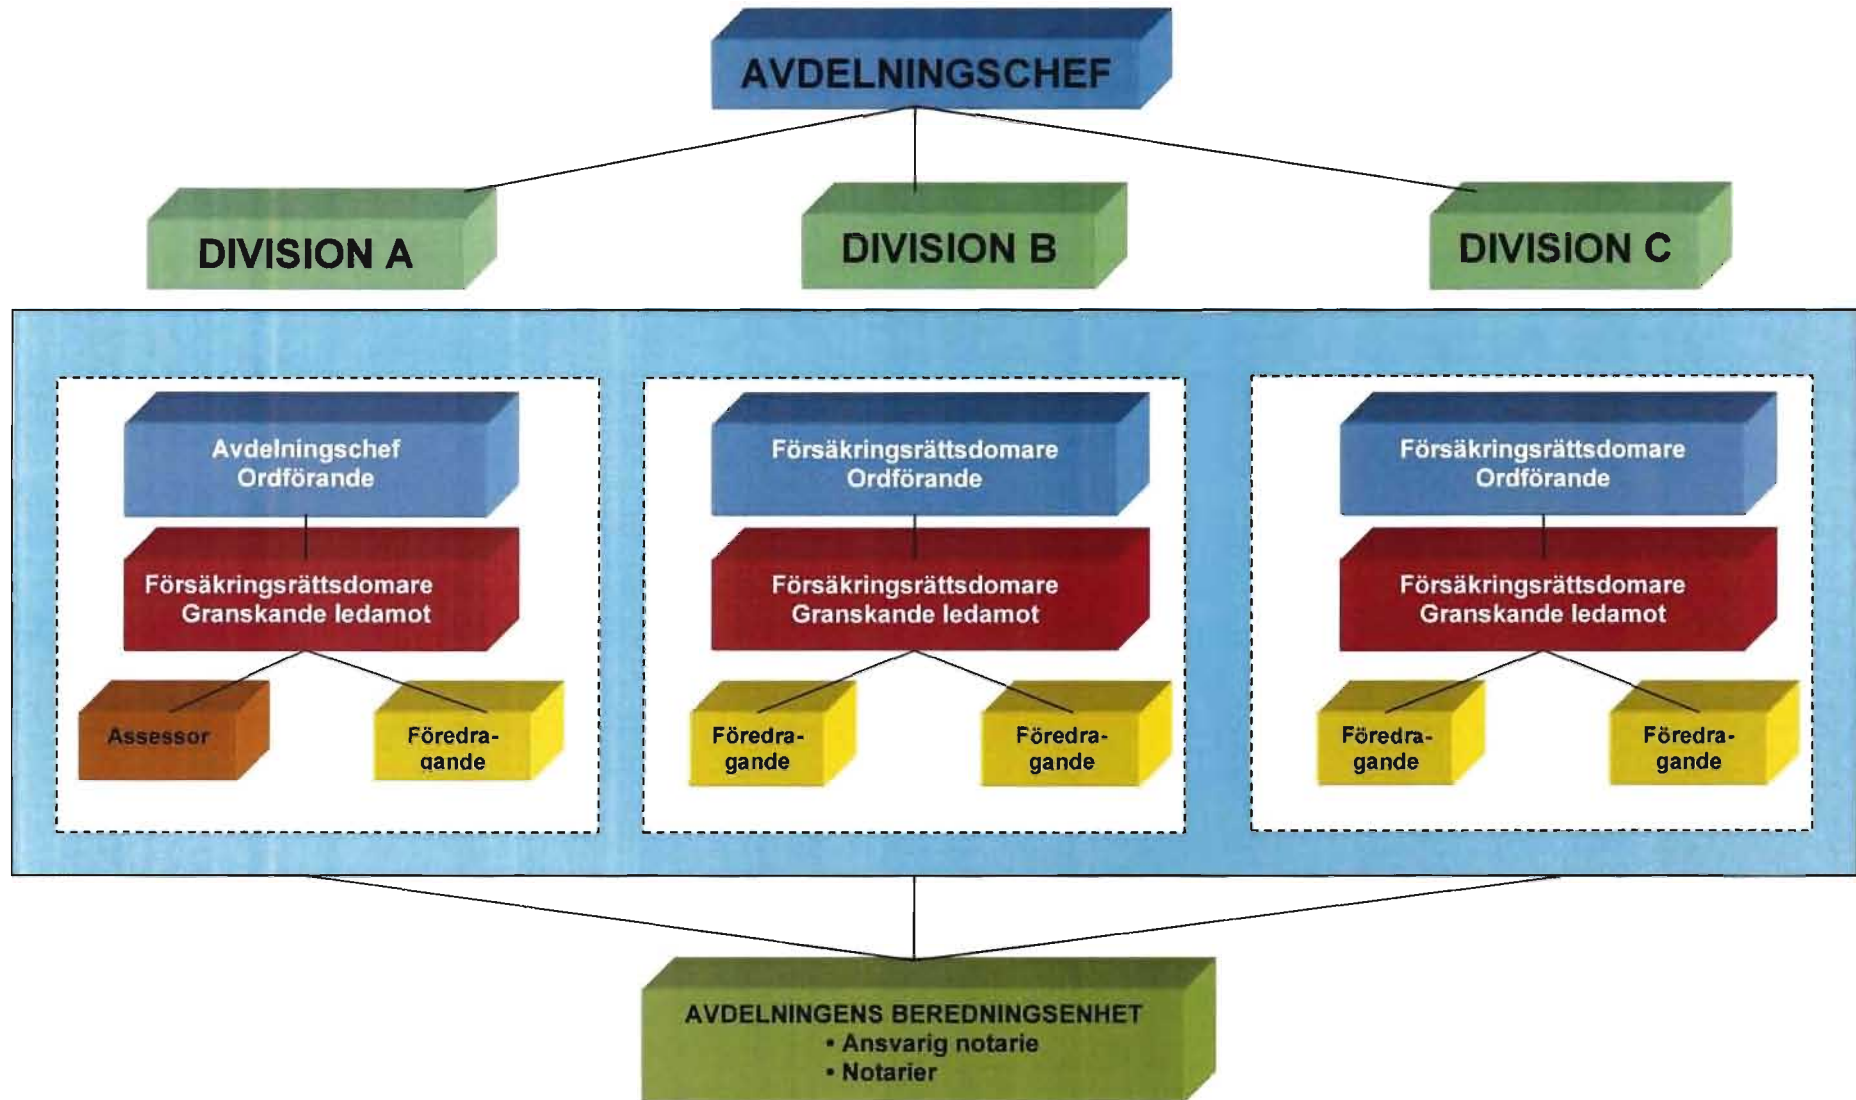 AVDELNINGSCHEF
DIVISION A
DIVISION B
DIVISION C
Avdelningschef
Ordförande
Försäkringsrättsdomare
Granskande ledamot
Assessor
Föredra-
gande
Försäkringsrättsdomare
Ordförande
Försäkringsrättsdomare
Granskande ledamot
Föredra-
gande
Föredra-
gande
Försäkringsrättsdomare
Ordförande
Försäkringsrättsdomare
Granskande ledamot
Föredra-
gande
Föredra-
gande
AVDELNINGENS BEREDNINGSENHET
• Ansvarig notarie
• Notarier